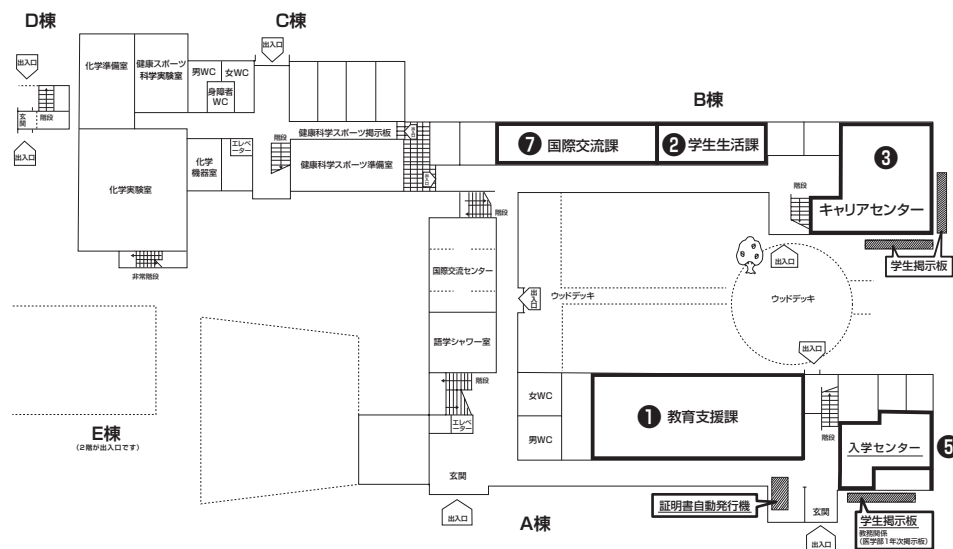 D棟
C棟
B棟
出入口
出入口
化学準備室
健康スポーツ
科学実験室
男WC
女WC
身障者
WC
玄関
階段
出入口
化学実験室
化学
機器室
エレベーター
階段
健康科学スポーツ掲示板
健康科学スポーツ準備室
❼ 国際交流課
❷ 学生生活課
❸
キャリアセンター
階段
学生掲示板
非常階段
階段
国際交流センター
語学シャワー室
出入口
ウッドデッキ
ウッドデッキ
出入口
出入口
階段
エレベーター
女WC
男WC
❶ 教育支援課
階段
入学センター
❺
E棟
(2階が出入口です)
玄関
出入口
A棟
証明書自動発行機
玄関
出入口
学生掲示板
教務関係
(医学部1年次掲示板)